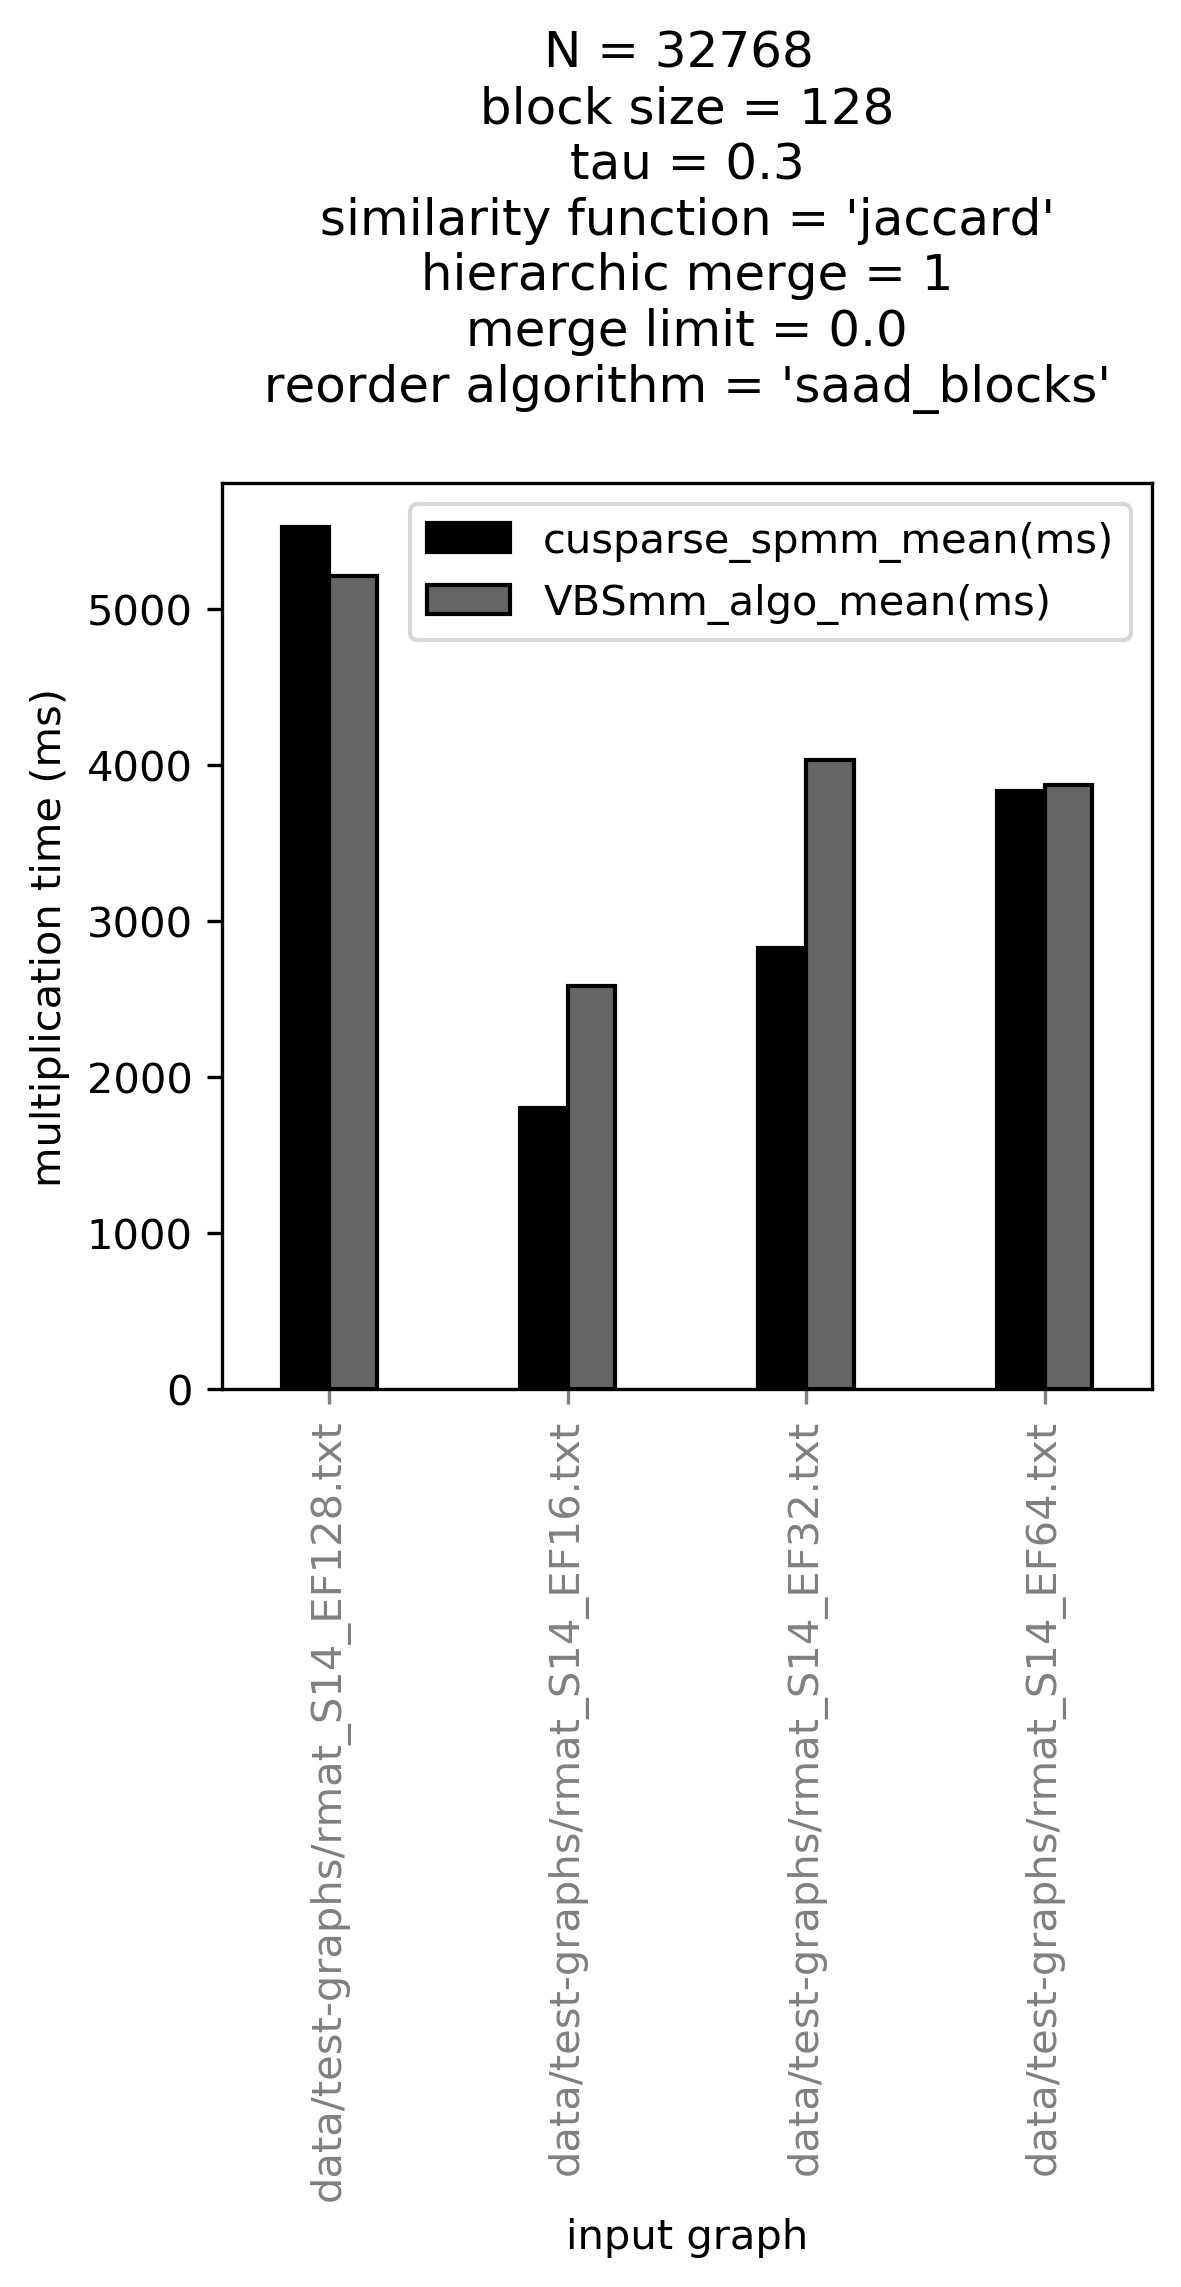 N = 32768
block size = 128
tau = 0.3
similarity function = 'jaccard'
hierarchic merge = 1
merge limit = 0.0
reorder algorithm = 'saad_blocks'
cusparse_spmm_mean(ms)
VBSmm_algo_mean(ms)
multiplication time (ms)
5000
4000
3000
2000
1000
0
data/test-graphs/rmat_S14_EF128.txt
data/test-graphs/rmat_S14_EF16.txt
data/test-graphs/rmat_S14_EF32.txt
data/test-graphs/rmat_S14_EF64.txt
input graph